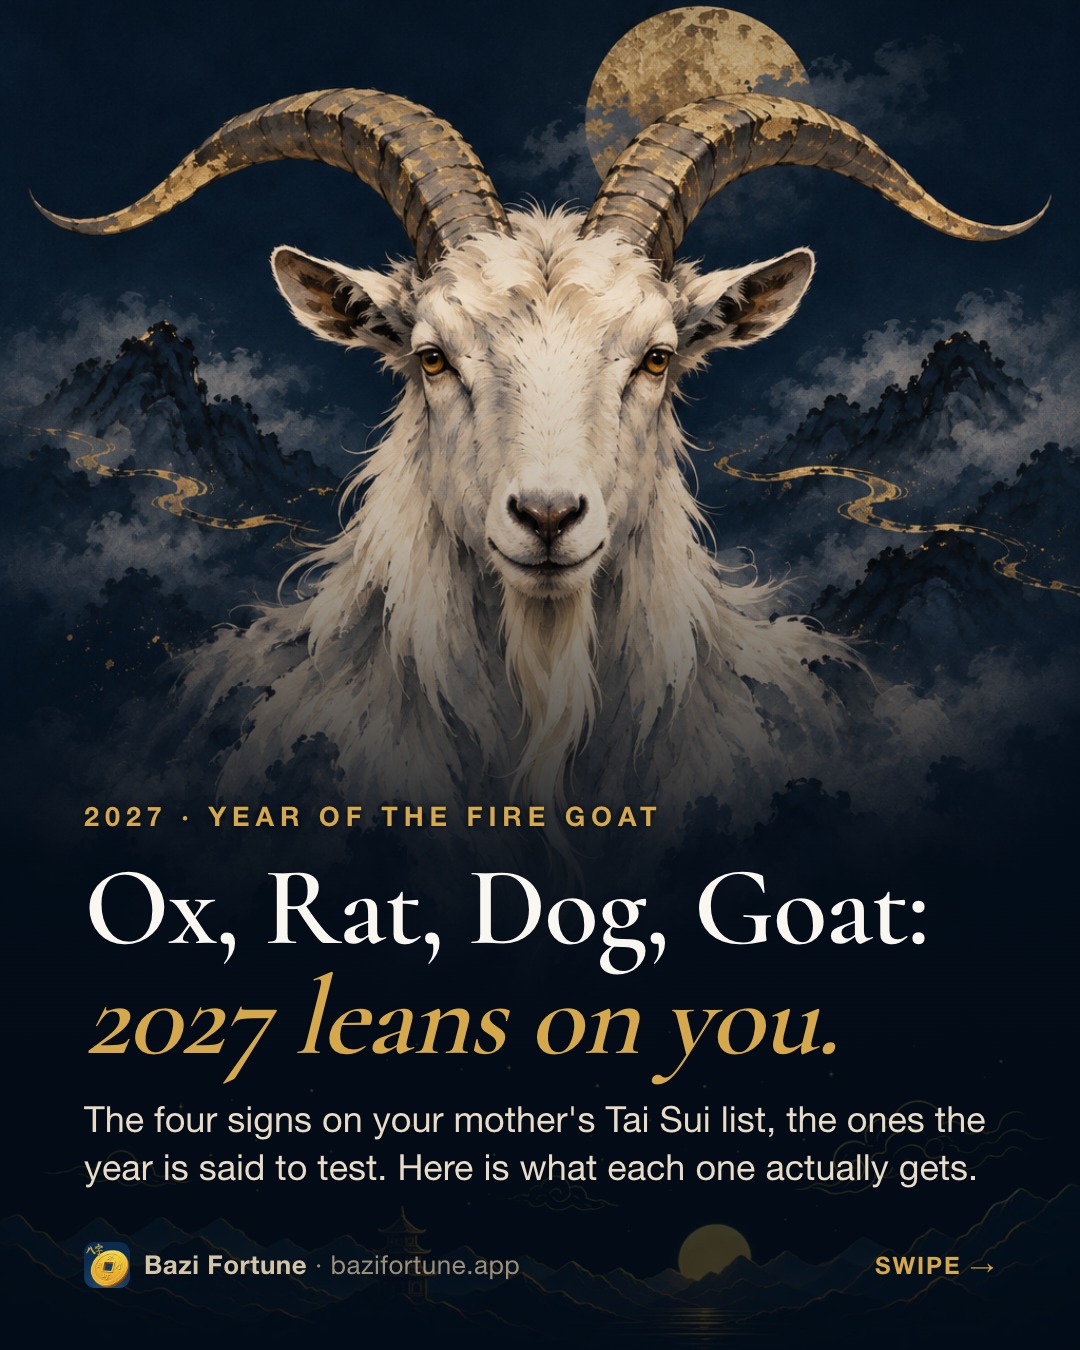 2027 · YEAR OF THE FIRE GOAT
Ox, Rat, Dog, Goat:
2027 leans on you.
The four signs on your mother's Tai Sui list, the ones the
year is said to test. Here is what each one actually gets.
八字
Bazi Fortune · bazifortune.app
SWIPE →